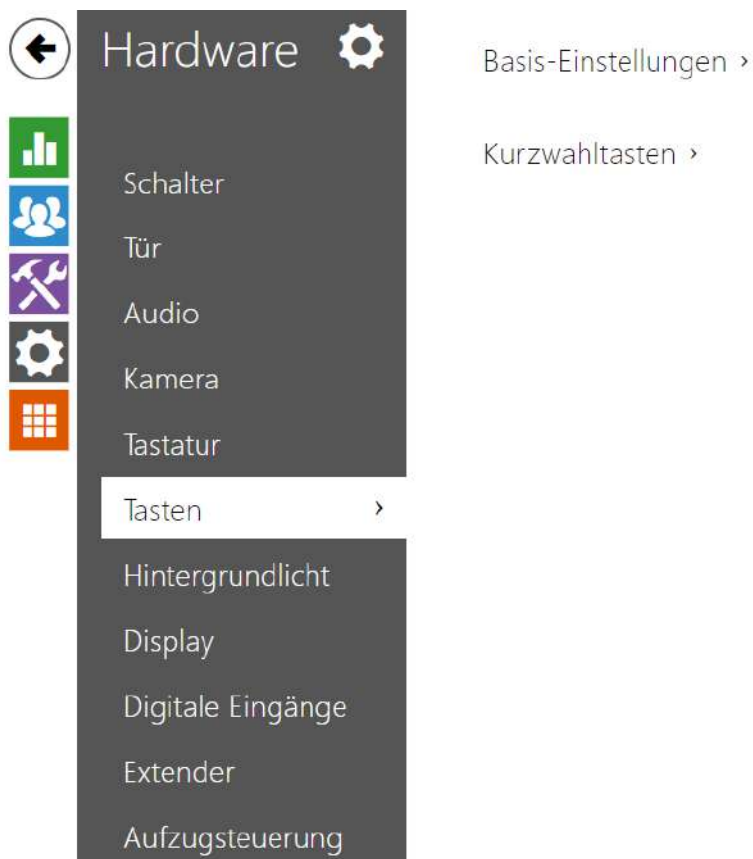 Hardware
Schalter
Tür
Audio
Kamera
Tastatur
Tasten ›
Hintergrundlicht
Display
Digitale Eingänge
Extender
Aufzugsteuerung
Basis-Einstellungen ›
Kurzwahltasten ›